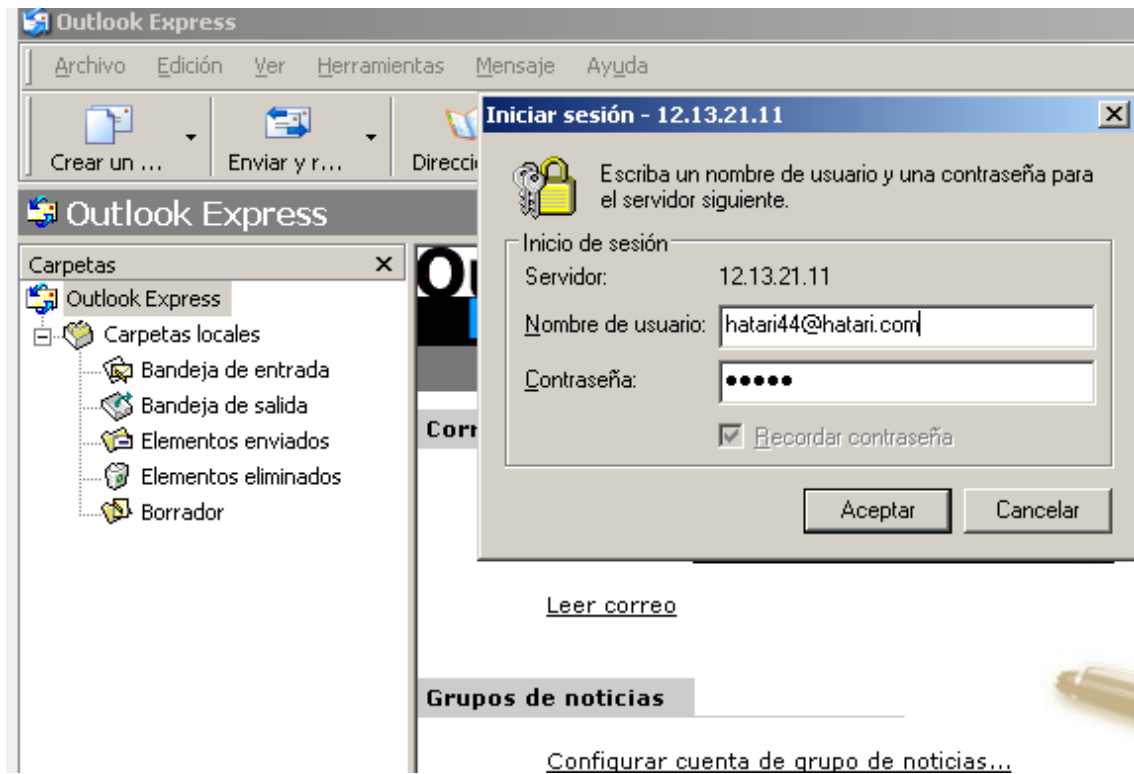 Outlook Express
Archivo Edición Ver Herramientas Mensaje Ayuda
Crear un ... Enviar y r...
Iniciar sesión - 12.13.21.11
Escriba un nombre de usuario y una contraseña para
el servidor siguiente.
Inicio de sesión
Servidor: 12.13.21.11
Nombre de usuario: hatari44@hatari.com
Contraseña: •••••
Recordar contraseña
Aceptar Cancelar
Outlook Express
Carpetas
Outlook Express
Carpetas locales
Bandeja de entrada
Bandeja de salida
Elementos enviados
Elementos eliminados
Borrador
Leer correo
Grupos de noticias
Configurar cuenta de grupo de noticias...